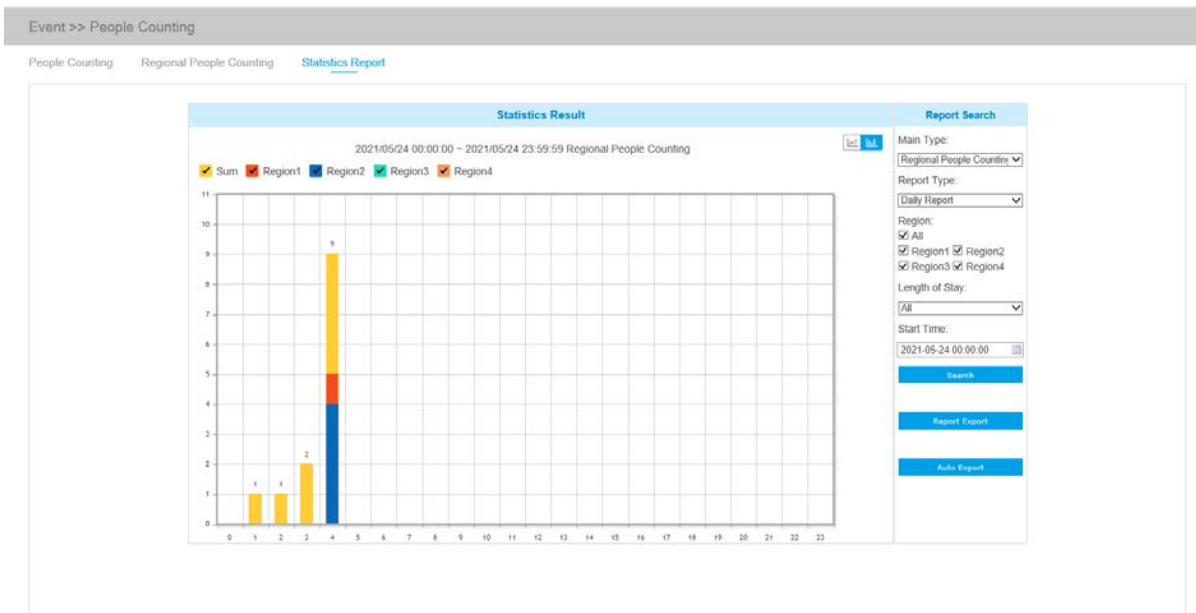 Event >> People Counting
People Counting Regional People Counting Statistics Report
Statistics Result
2021/05/24 00:00:00 ~ 2021/05/24 23:59:59 Regional People Counting
Sum Region1 Region2 Region3 Region4
11
10
9
8
7
6
5
4
3
2
1
0
1 1 2 9
0 1 2 3 4 5 6 7 8 9 10 11 12 13 14 15 16 17 18 19 20 21 22 23
Report Search
Main Type:
Regional People Counting
Report Type:
Daily Report
Region:
All
Region1 Region2
Region3 Region4
Length of Stay:
All
Start Time:
2021-05-24 00:00:00
Search
Report Export
Auto Export